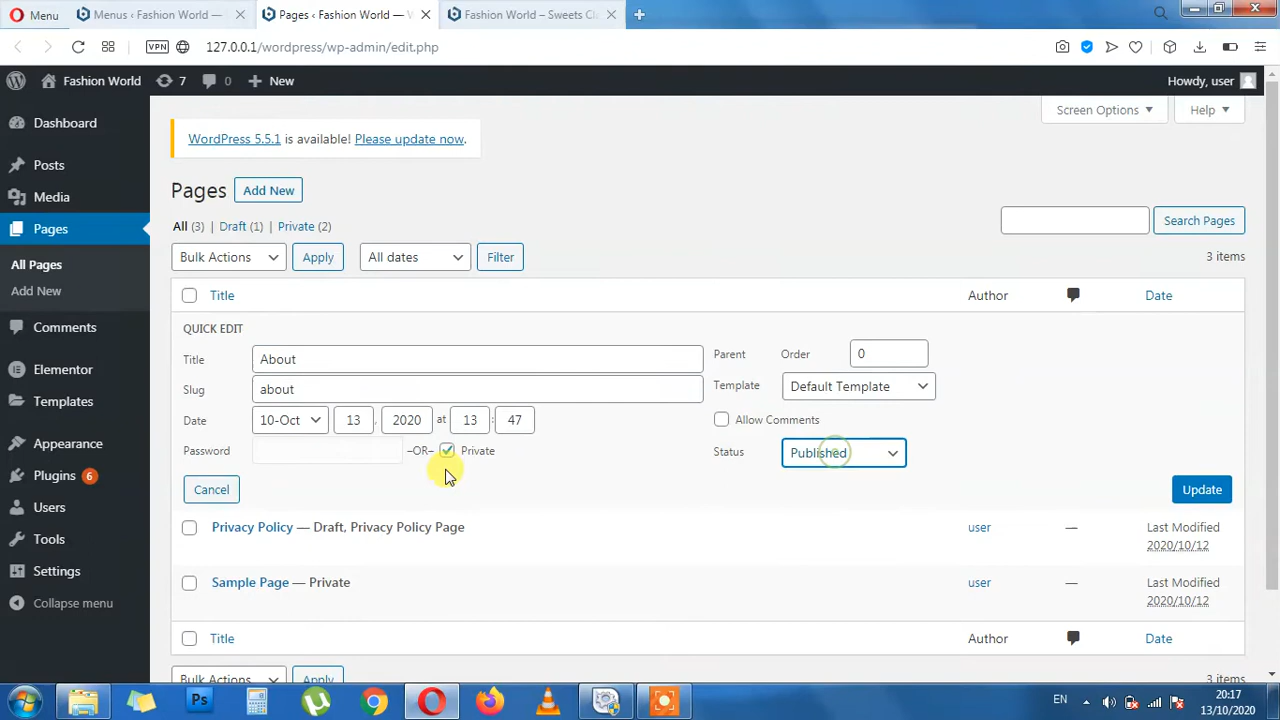 Menu
Menus ‹ Fashion World —
Pages ‹ Fashion World — W
Fashion World – Sweets Cl
VPN
127.0.0.1/wordpress/wp-admin/edit.php
Fashion World
7
0
New
Howdy, user
Screen Options
Help
Dashboard
Posts
Media
Pages
All Pages
Add New
Comments
Elementor
Templates
Appearance
Plugins 6
Users
Tools
Settings
Collapse menu
WordPress 5.5.1 is available! Please update now.
Pages
Add New
All (3) | Draft (1) | Private (2)
Search Pages
Bulk Actions
Apply
All dates
Filter
3 items
Title
Author
Date
QUICK EDIT
Title
About
Slug
about
Date
10-Oct
13
,
2020
at
13
:
47
Password
–OR–
Private
Parent
Order
0
Template
Default Template
Allow Comments
Status
Published
Cancel
Update
Privacy Policy — Draft, Privacy Policy Page
user
—
Last Modified
2020/10/12
Sample Page — Private
user
—
Last Modified
2020/10/12
Title
Author
Date
Bulk Actions
Apply
3 items
Ps
EN
20:17
13/10/2020